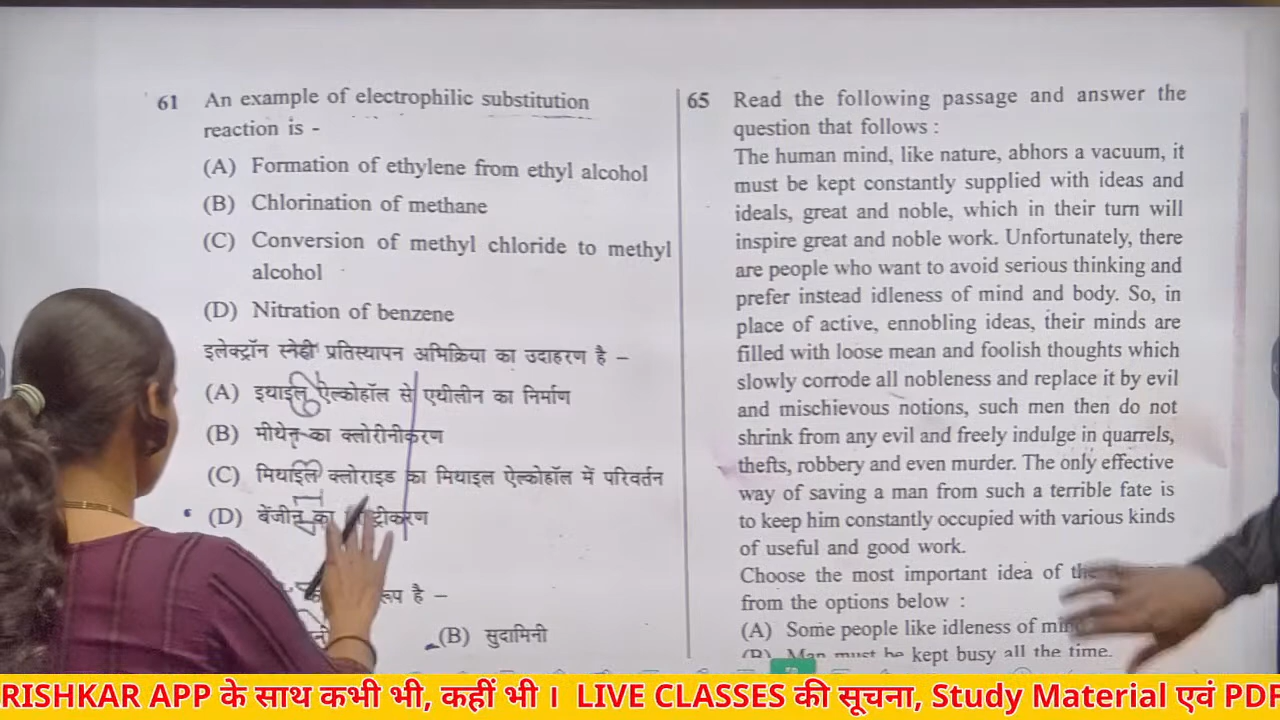 61 An example of electrophilic substitution
reaction is -
(A) Formation of ethylene from ethyl alcohol
(B) Chlorination of methane
(C) Conversion of methyl chloride to methyl
alcohol
(D) Nitration of benzene
इलेक्ट्रॉन स्नेही प्रतिस्थापन अभिक्रिया का उदाहरण है –
(A) इथाईल ऐल्कोहॉल से एथीलीन का निर्माण
(B) मीथेन का क्लोरीनीकरण
(C) मिथाईल क्लोराइड का मिथाइल ऐल्कोहॉल में परिवर्तन
(D) बेंजीन का
रूप है –
(B) सुदामिनी
65 Read the following passage and answer the
question that follows :
The human mind, like nature, abhors a vacuum, it
must be kept constantly supplied with ideas and
ideals, great and noble, which in their turn will
inspire great and noble work. Unfortunately, there
are people who want to avoid serious thinking and
prefer instead idleness of mind and body. So, in
place of active, ennobling ideas, their minds are
filled with loose mean and foolish thoughts which
slowly corrode all nobleness and replace it by evil
and mischievous notions, such men then do not
shrink from any evil and freely indulge in quarrels,
thefts, robbery and even murder. The only effective
way of saving a man from such a terrible fate is
to keep him constantly occupied with various kinds
of useful and good work.
Choose the most important idea of
from the options below :
(A) Some people like idleness of
(B) Man must be kept busy all the time.
RISHKAR APP के साथ कभी भी, कहीं भी । LIVE CLASSES की सूचना, Study Material एवं PDF